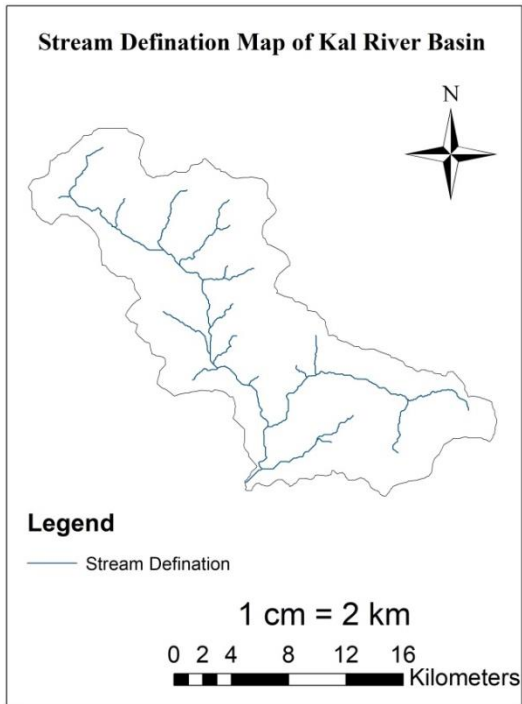 Stream Defination Map of Kal River Basin
N
Legend
Stream Defination
1 cm = 2 km
0 2 4 8 12 16
Kilometers